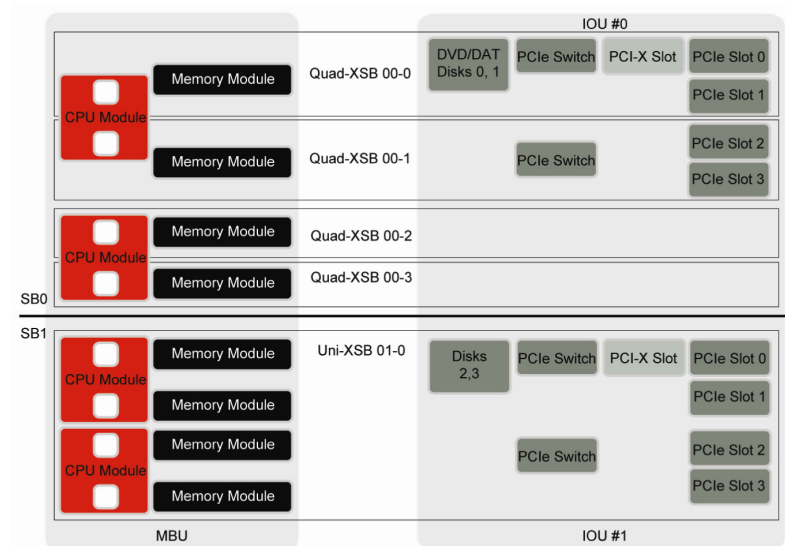 IOU #0
DVD/DAT
Disks 0, 1
PCIe Switch
PCI-X Slot
PCIe Slot 0
Memory Module
Quad-XSB 00-0
PCIe Slot 1
CPU Module
PCIe Slot 2
Memory Module
Quad-XSB 00-1
PCIe Switch
PCIe Slot 3
Memory Module
Quad-XSB 00-2
CPU Module
Memory Module
Quad-XSB 00-3
SB0
SB1
Memory Module
Uni-XSB 01-0
Disks
2,3
PCIe Switch
PCI-X Slot
PCIe Slot 0
CPU Module
PCIe Slot 1
Memory Module
Memory Module
PCIe Slot 2
CPU Module
PCIe Switch
PCIe Slot 3
Memory Module
MBU
IOU #1